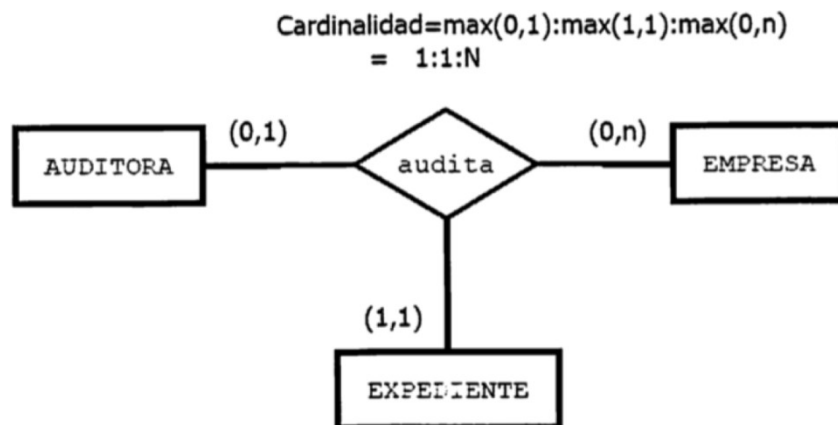 Cardinalidad=max(0,1):max(1,1):max(0,n)
= 1:1:N
(0,1)
(0,n)
AUDITORA
audita
EMPRESA
(1,1)
EXPEDIENTE